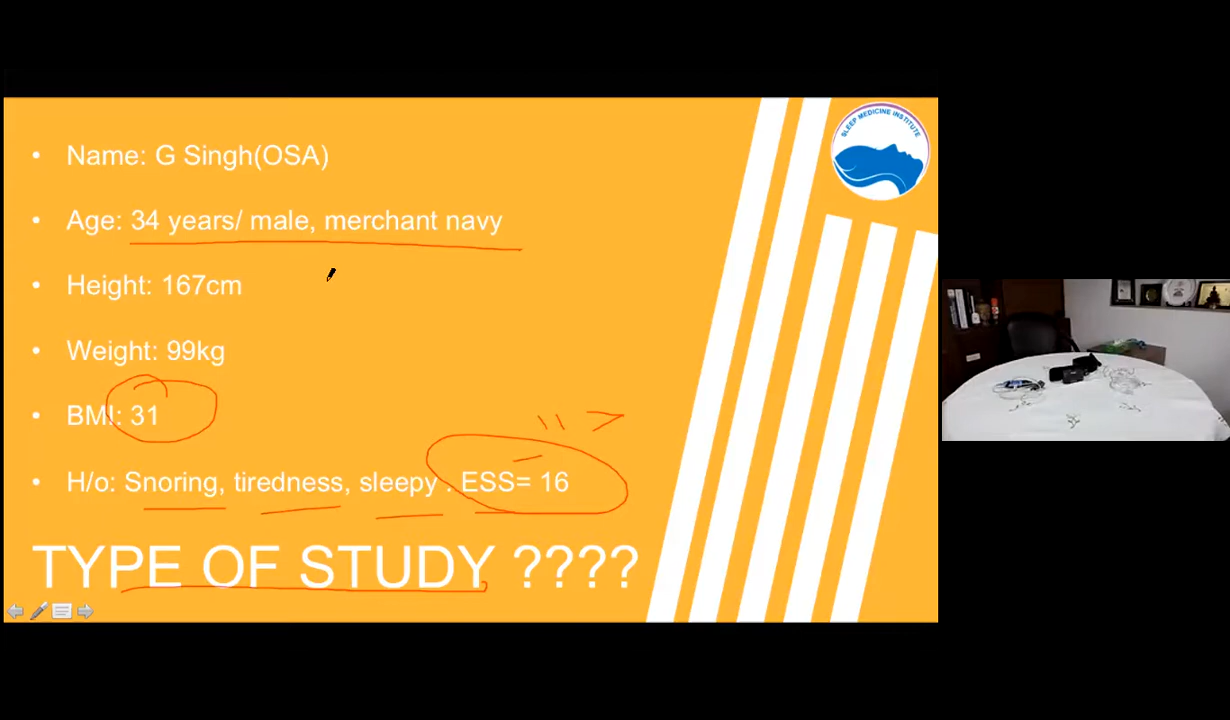 SLEEP MEDICINE INSTITUTE
• Name: G Singh(OSA)
• Age: 34 years/ male, merchant navy
• Height: 167cm
• Weight: 99kg
• BMI: 31
• H/o: Snoring, tiredness, sleepy . ESS= 16
TYPE OF STUDY ????